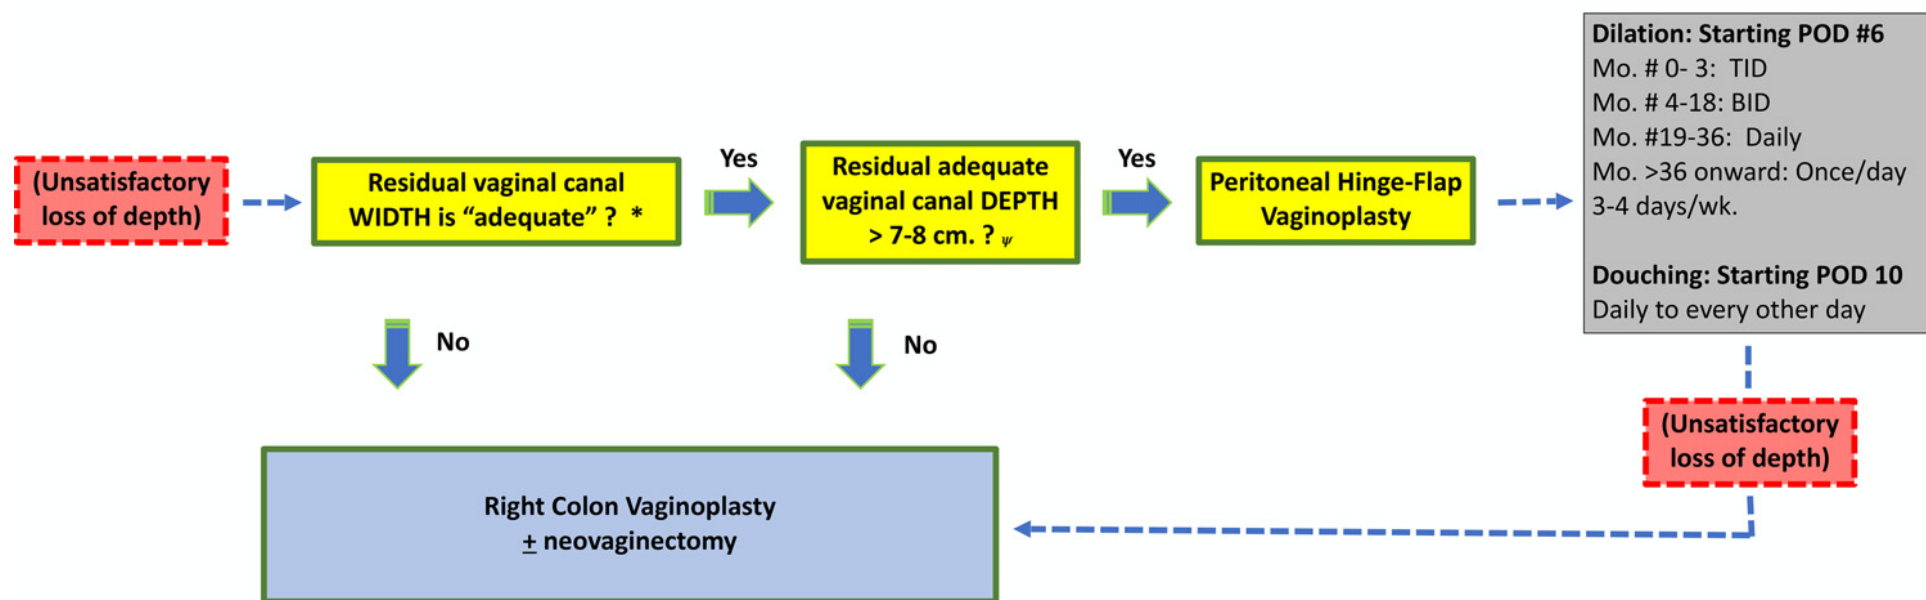 (Unsatisfactory
loss of depth)
Residual vaginal canal
WIDTH is “adequate” ? *
Yes
No
Residual adequate
vaginal canal DEPTH
> 7-8 cm. ? ψ
Yes
No
Peritoneal Hinge-Flap
Vaginoplasty
Dilation: Starting POD #6
Mo. # 0- 3: TID
Mo. # 4-18: BID
Mo. #19-36: Daily
Mo. >36 onward: Once/day
3-4 days/wk.
Douching: Starting POD 10
Daily to every other day
(Unsatisfactory
loss of depth)
Right Colon Vaginoplasty
± neovaginectomy